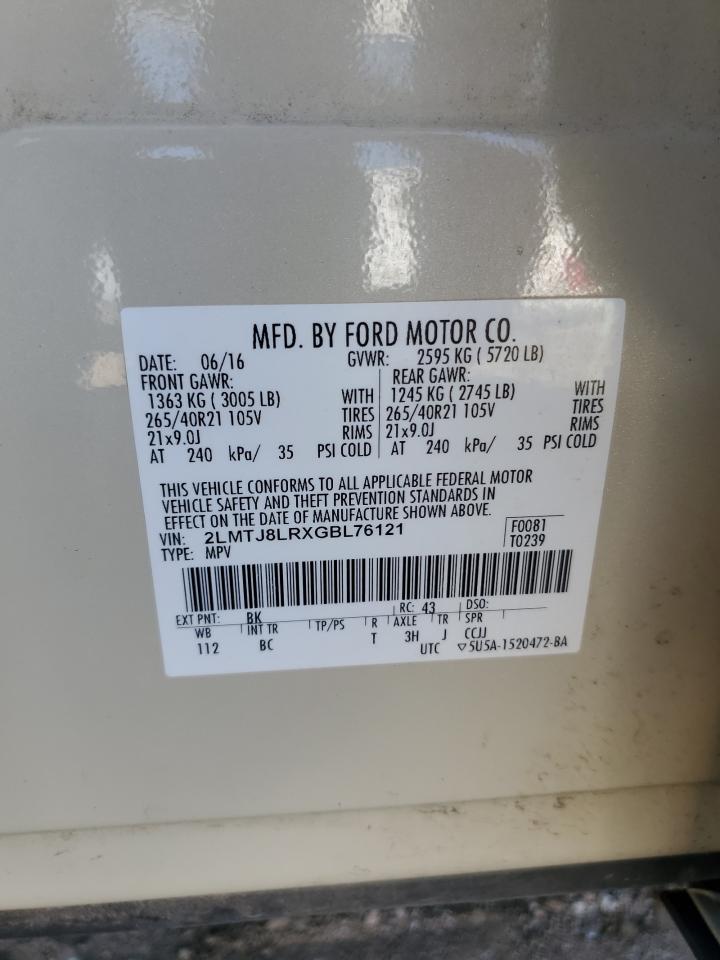 MFD. BY FORD MOTOR CO.
DATE: 06/16 GVWR: 2595 KG ( 5720 LB)
FRONT GAWR: REAR GAWR:
1363 KG ( 3005 LB) WITH 1245 KG ( 2745 LB) WITH
265/40R21 105V TIRES 265/40R21 105V TIRES
21x9.0J RIMS 21x9.0J RIMS
AT 240 kPa/ 35 PSI COLD AT 240 kPa/ 35 PSI COLD
THIS VEHICLE CONFORMS TO ALL APPLICABLE FEDERAL MOTOR
VEHICLE SAFETY AND THEFT PREVENTION STANDARDS IN
EFFECT ON THE DATE OF MANUFACTURE SHOWN ABOVE.
VIN: 2LMTJ8LRXGBL76121 F0081
TYPE: MPV T0239
EXT PNT: BK RC: 43 DSO:
WB INT TR TP/PS R AXLE TR SPR
112 BC T 3H J CCJJ
UTC ▽5U5A-1520472-BA